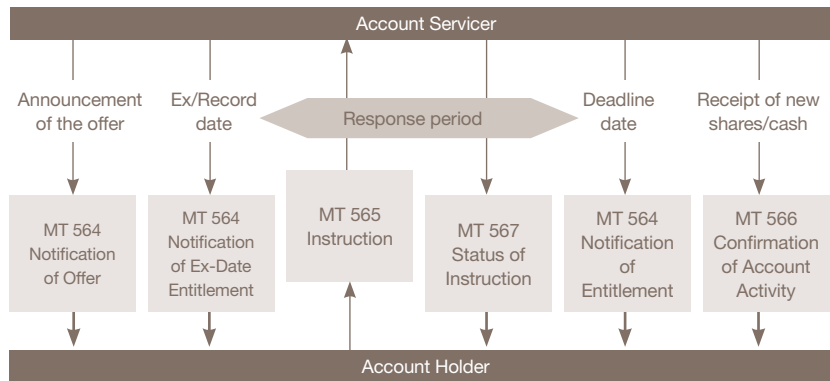 Account Servicer
Announcement
of the offer
Ex/Record
date
Response period
Deadline
date
Receipt of new
shares/cash
MT 564
Notification
of Offer
MT 564
Notification
of Ex-Date
Entitlement
MT 565
Instruction
MT 567
Status of
Instruction
MT 564
Notification
of
Entitlement
MT 566
Confirmation
of Account
Activity
Account Holder